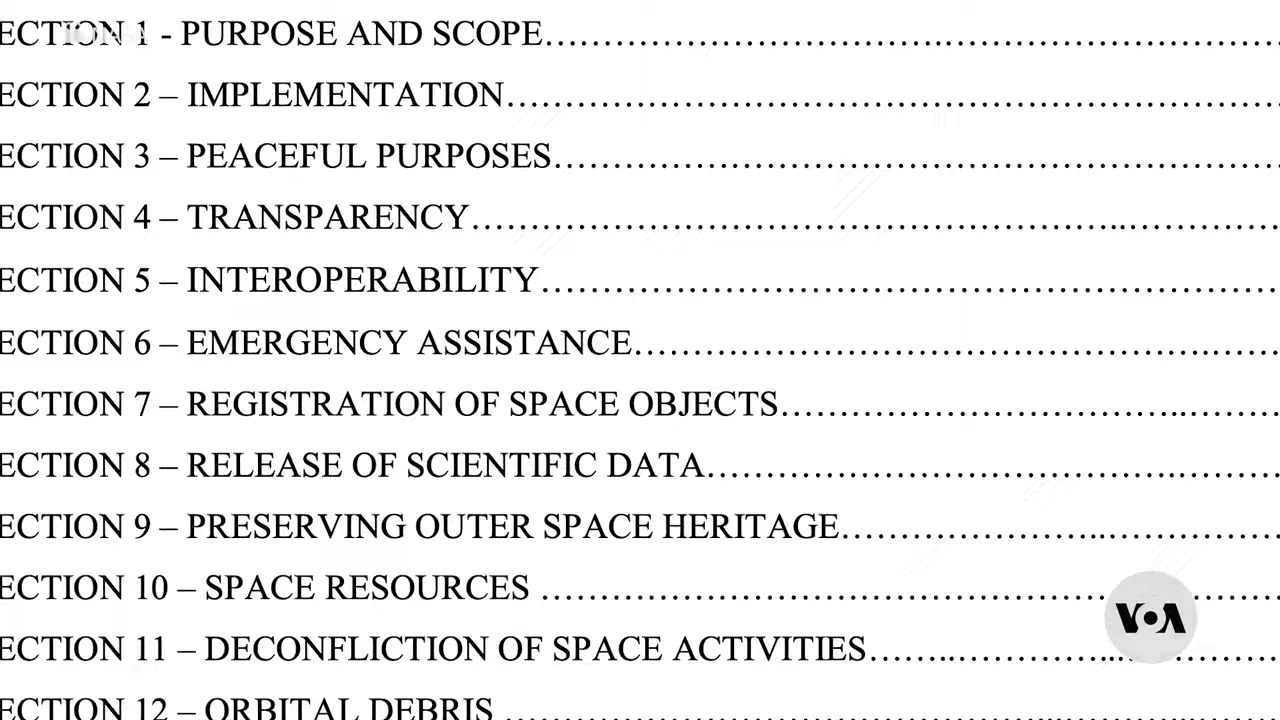 ECTION 1 - PURPOSE AND SCOPE……………………………………………………
ECTION 2 – IMPLEMENTATION………………………………………………………
ECTION 3 – PEACEFUL PURPOSES……………………………………………………
ECTION 4 – TRANSPARENCY…………………………………………………………
ECTION 5 – INTEROPERABILITY……………………………………………………
ECTION 6 – EMERGENCY ASSISTANCE………………………………………………
ECTION 7 – REGISTRATION OF SPACE OBJECTS……………………………………
ECTION 8 – RELEASE OF SCIENTIFIC DATA…………………………………………
ECTION 9 – PRESERVING OUTER SPACE HERITAGE…………………………………
ECTION 10 – SPACE RESOURCES ……………………………………………………
ECTION 11 – DECONFLICTION OF SPACE ACTIVITIES………………………………
ECTION 12 – ORBITAL DEBRIS ………………………………………………………
VOA